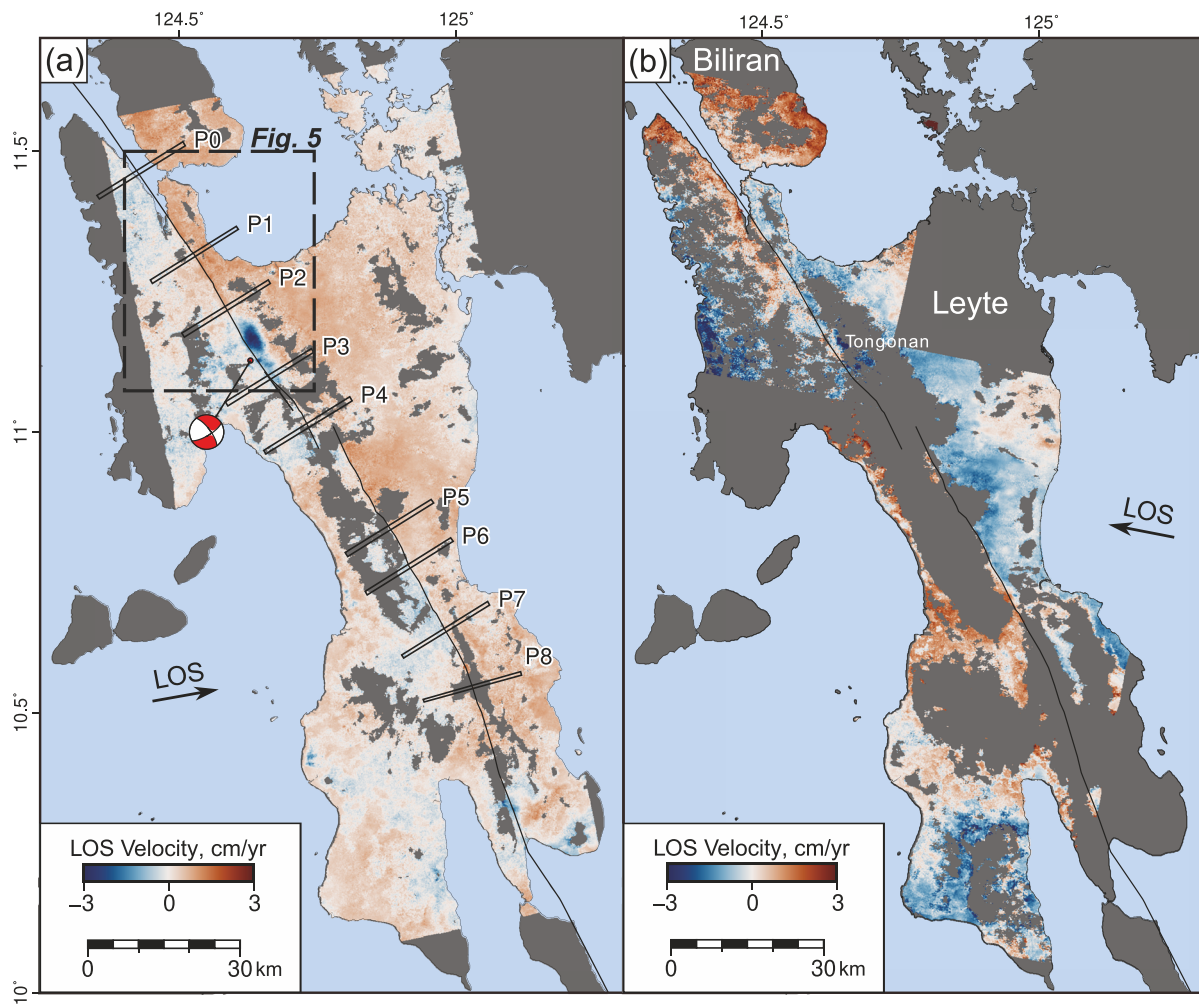 124.5°
125°
124.5°
125°
(a)
(b)
Biliran
P0
Fig. 5
11.5°
P1
P2
P3
P4
Leyte
Tongonan
11°
P5
P6
P7
P8
LOS
LOS
10.5°
LOS Velocity, cm/yr
−3 0 3
0 30 km
LOS Velocity, cm/yr
−3 0 3
0 30 km
10°